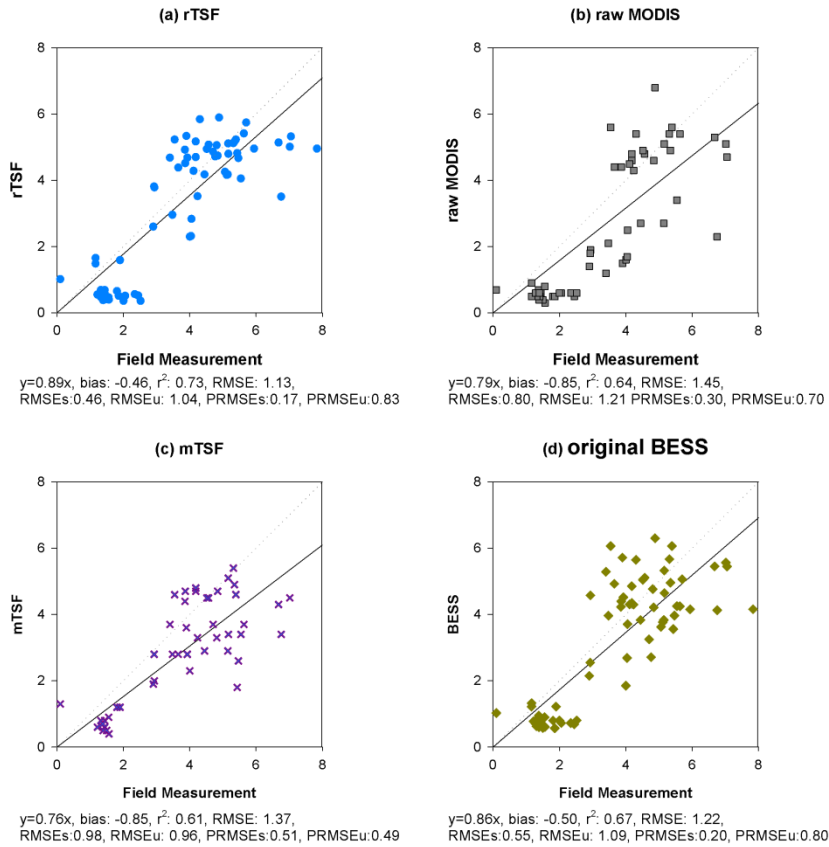 (a) rTSF
8
6
4
2
0
0 2 4 6 8
rTSF
Field Measurement
y=0.89x, bias: -0.46, r²: 0.73, RMSE: 1.13,
RMSEs:0.46, RMSEu: 1.04, PRMSEs:0.17, PRMSEu:0.83
(b) raw MODIS
8
6
4
2
0
0 2 4 6 8
raw MODIS
Field Measurement
y=0.79x, bias: -0.85, r²: 0.64, RMSE: 1.45,
RMSEs:0.80, RMSEu: 1.21 PRMSEs:0.30, PRMSEu:0.70
(c) mTSF
8
6
4
2
0
0 2 4 6 8
mTSF
Field Measurement
y=0.76x, bias: -0.85, r²: 0.61, RMSE: 1.37,
RMSEs:0.98, RMSEu: 0.96, PRMSEs:0.51, PRMSEu:0.49
(d) original BESS
8
6
4
2
0
0 2 4 6 8
BESS
Field Measurement
y=0.86x, bias: -0.50, r²: 0.67, RMSE: 1.22,
RMSEs:0.55, RMSEu: 1.09, PRMSEs:0.20, PRMSEu:0.80